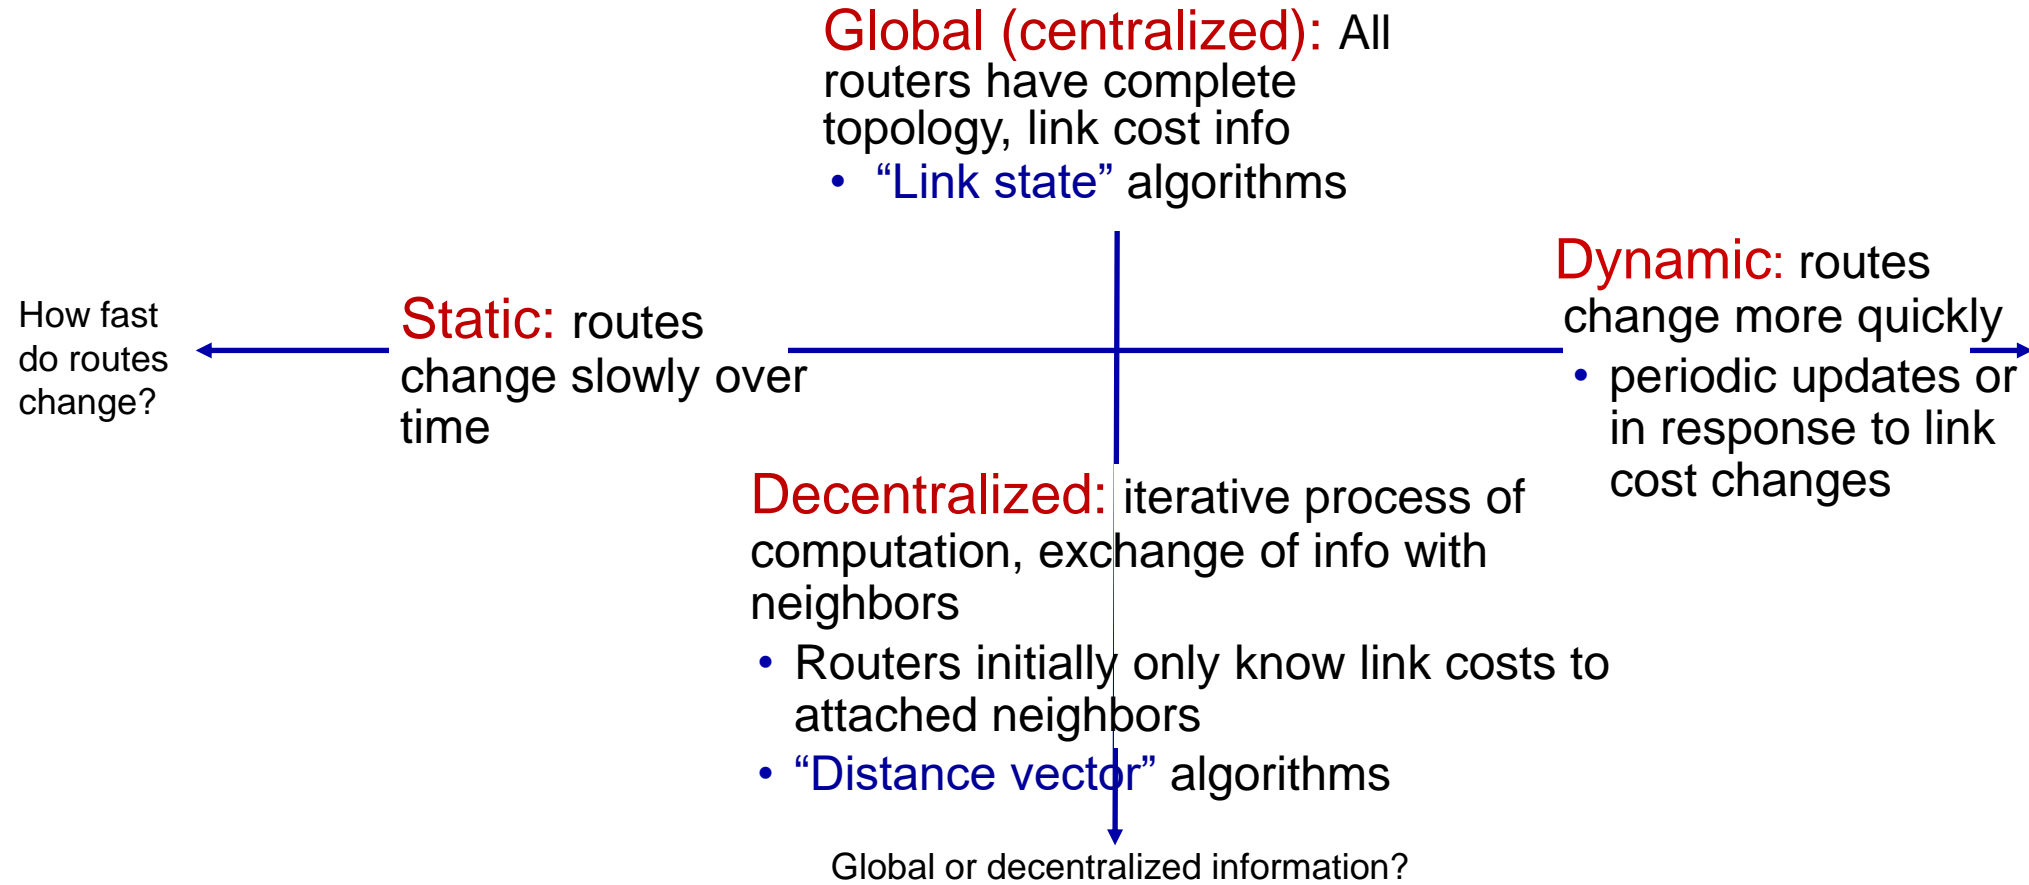 Global (centralized): All
routers have complete
topology, link cost info
• “Link state” algorithms
How fast
do routes
change?
Static: routes
change slowly over
time
Dynamic: routes
change more quickly
• periodic updates or
in response to link
cost changes
Decentralized: iterative process of
computation, exchange of info with
neighbors
• Routers initially only know link costs to
attached neighbors
• “Distance vector” algorithms
Global or decentralized information?